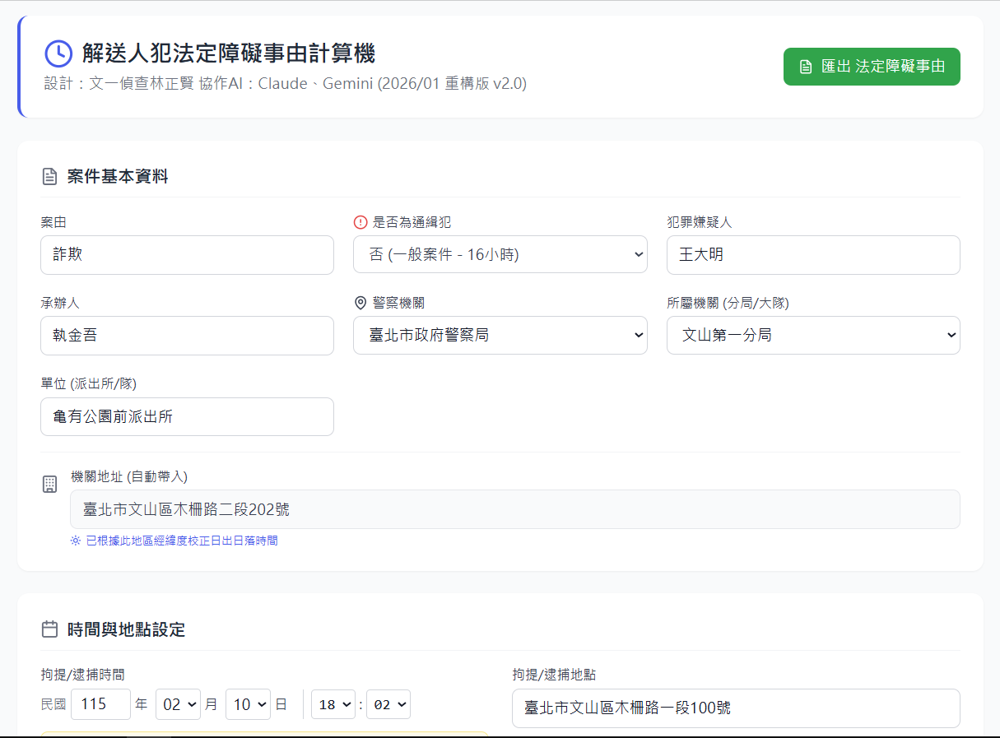 解送人犯法定障礙事由計算機
設計：文一偵查林正賢 協作AI：Claude、Gemini (2026/01 重構版 v2.0)
匯出 法定障礙事由
案件基本資料
案由
是否為通緝犯
犯罪嫌疑人
詐欺
否 (一般案件 - 16小時)
王大明
承辦人
警察機關
所屬機關 (分局/大隊)
執金吾
臺北市政府警察局
文山第一分局
單位 (派出所/隊)
亀有公園前派出所
機關地址 (自動帶入)
臺北市文山區木柵路二段202號
已根據此地區經緯度校正日出日落時間
時間與地點設定
拘提/逮捕時間
拘提/逮捕地點
民國 115 年 02 月 10 日 18 : 02
臺北市文山區木柵路一段100號